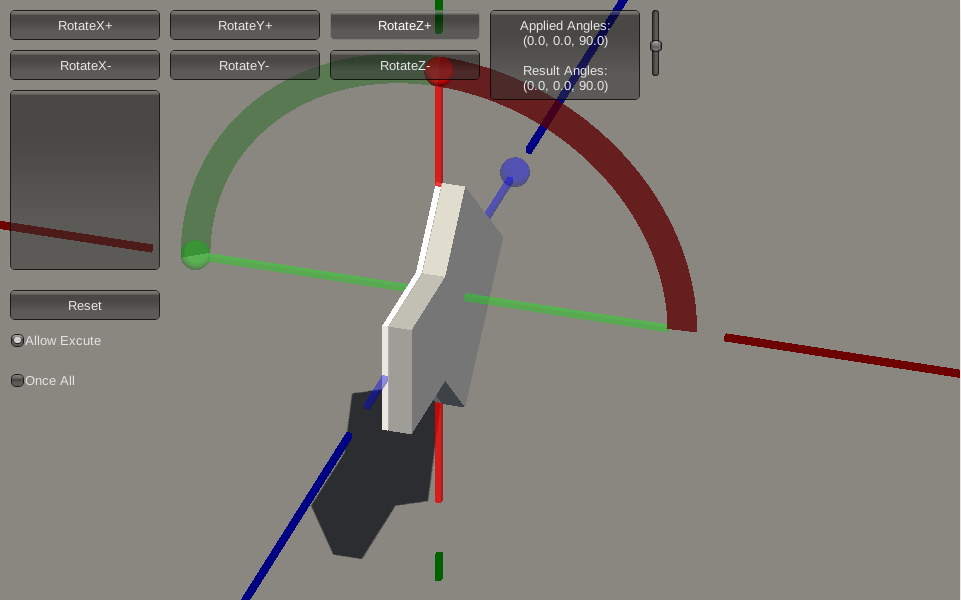 RotateX+
RotateY+
RotateZ+
Applied Angles:
(0.0, 0.0, 90.0)
RotateX-
RotateY-
RotateZ-
Result Angles:
(0.0, 0.0, 90.0)
Reset
Allow Excute
Once All